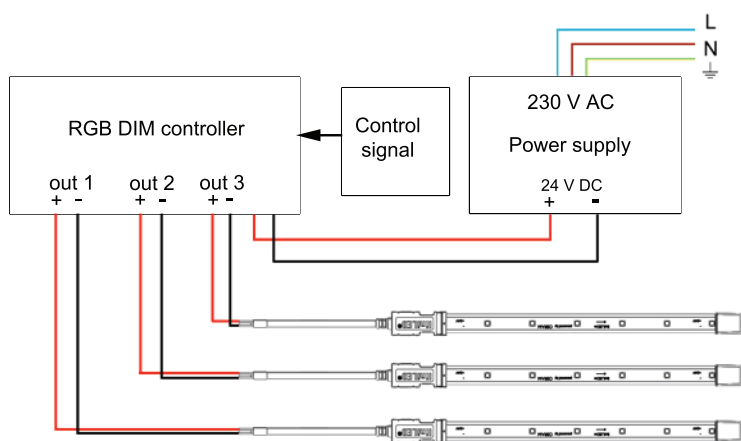 L
N
230 V AC
Power supply
24 V DC
+ -
RGB DIM controller
Control
signal
out 1 out 2 out 3
+ - + - + -